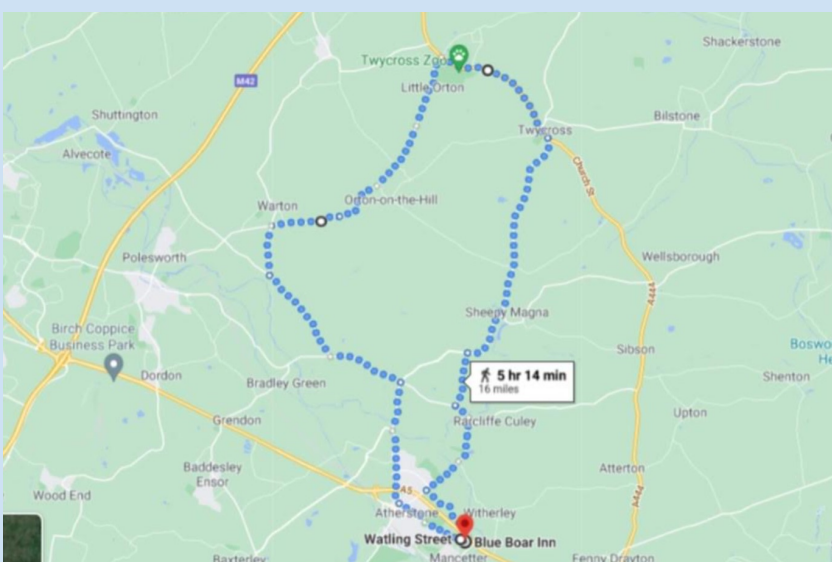 Shackerstone
Twycross Zoo
M42
Little Orton
Shuttington
Bilstone
Twycross
Alvecote
Church St
Orton-on-the-Hill
Warton
Polesworth
Wellsborough
A444
Sheepy Magna
Birch Coppice
Business Park
Sibson
Dordon
Bradley Green
5 hr 14 min
16 miles
Shenton
Grendon
Ratcliffe Culey
Upton
Baddesley
Ensor
Atterton
Wood End
A5
A444
Atherstone
Witherley
Watling Street
Blue Boar Inn
Baxterley
Mancetter
Fenny Drayton